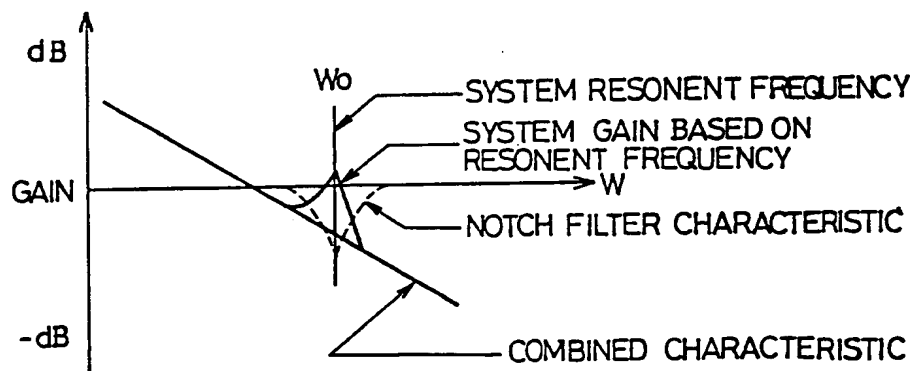 dB
Wo
SYSTEM RESONENT FREQUENCY
SYSTEM GAIN BASED ON
RESONENT FREQUENCY
GAIN
W
NOTCH FILTER CHARACTERISTIC
-dB
COMBINED CHARACTERISTIC